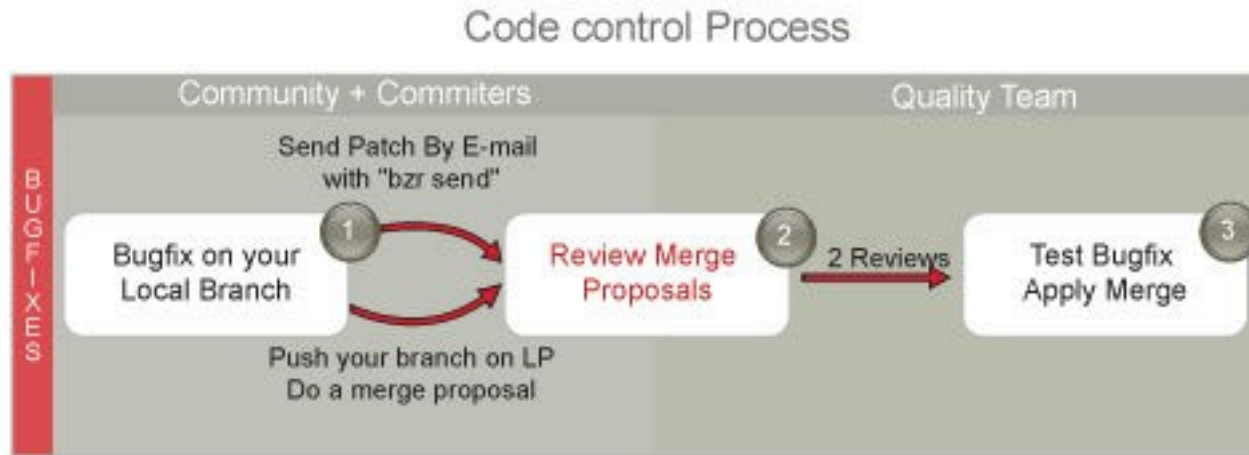 Code control Process
Community + Commiters
Quality Team
BUGFIXES
Send Patch By E-mail
with "bzr send"
1
Bugfix on your
Local Branch
2
Review Merge
Proposals
2 Reviews
3
Test Bugfix
Apply Merge
Push your branch on LP
Do a merge proposal